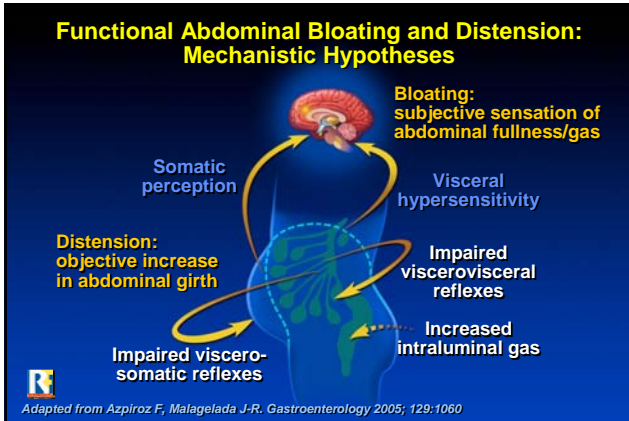 Functional Abdominal Bloating and Distension:
Mechanistic Hypotheses
Bloating:
subjective sensation of
abdominal fullness/gas
Somatic
perception
Visceral
hypersensitivity
Distension:
objective increase
in abdominal girth
Impaired
viscerovisceral
reflexes
Increased
intraluminal gas
Impaired viscero-
somatic reflexes
Adapted from Azpiroz F, Malagelada J-R. Gastroenterology 2005; 129:1060